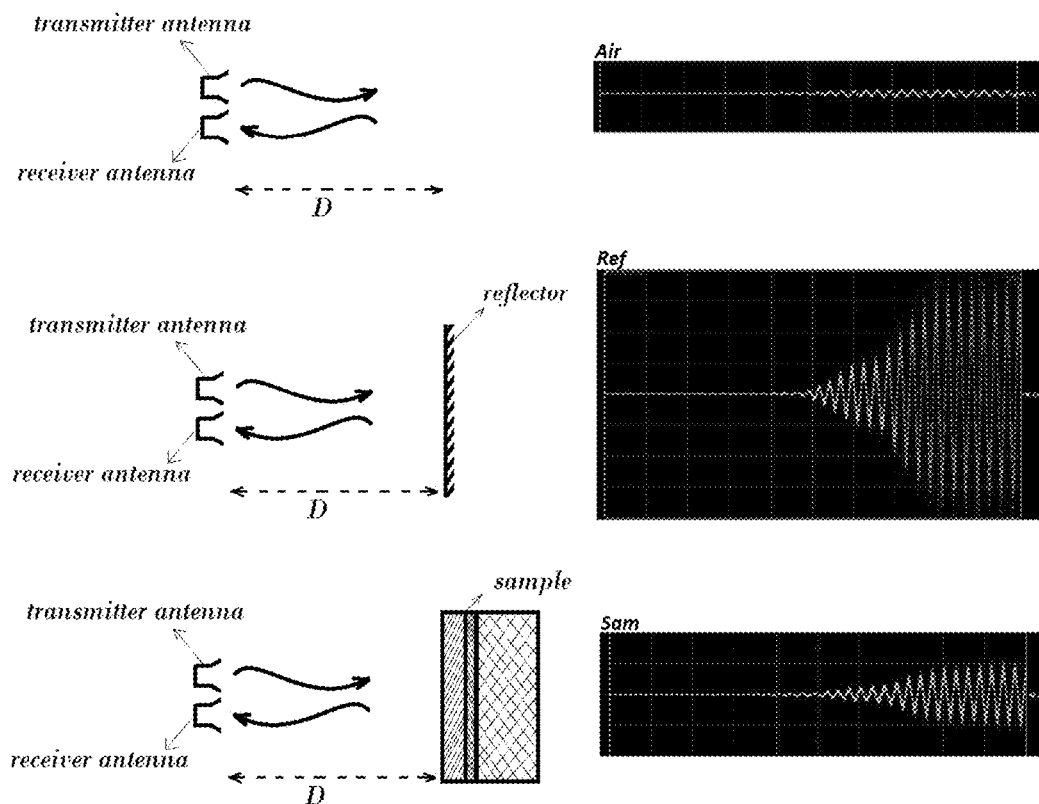 transmitter antenna
Air
receiver antenna
D
Ref
reflector
transmitter antenna
receiver antenna
D
sample
transmitter antenna
Sam
receiver antenna
D